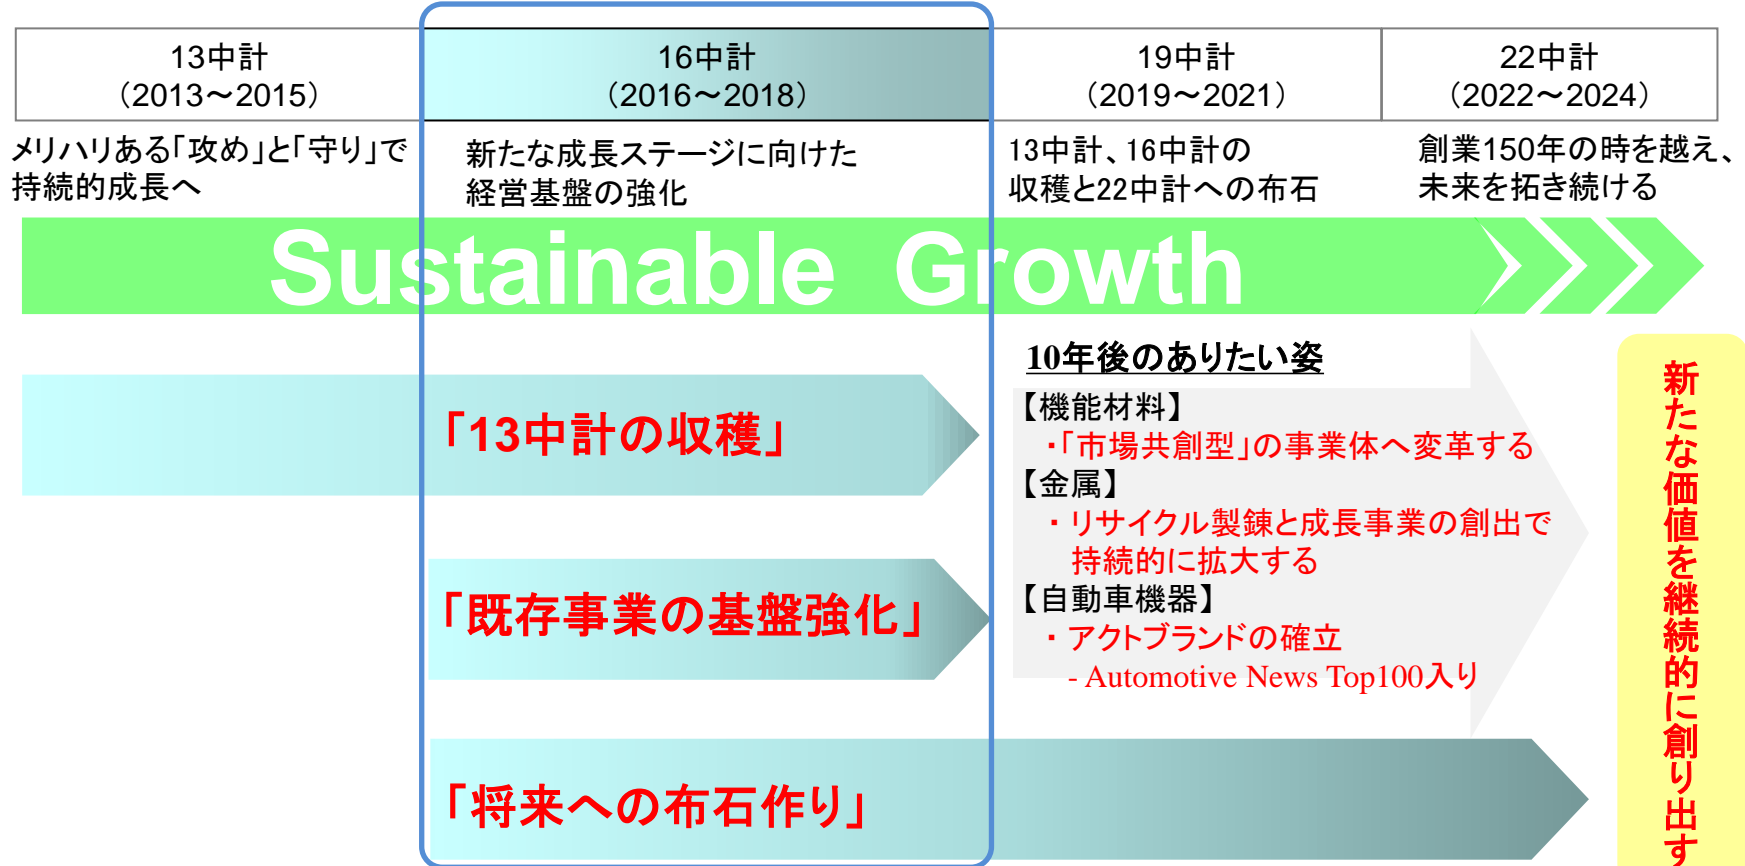 13中計
（2013～2015）
16中計
（2016～2018）
19中計
（2019～2021）
22中計
（2022～2024）
メリハリある「攻め」と「守り」で
持続的成長へ
新たな成長ステージに向けた
経営基盤の強化
13中計、16中計の
収穫と22中計への布石
創業150年の時を越え、
未来を拓き続ける
Sustainable Growth
「13中計の収穫」
「既存事業の基盤強化」
「将来への布石作り」
10年後のありたい姿
【機能材料】
・「市場共創型」の事業体へ変革する
【金属】
・リサイクル製錬と成長事業の創出で
持続的に拡大する
【自動車機器】
・アクトブランドの確立
- Automotive News Top100入り
新たな価値を継続的に創り出す